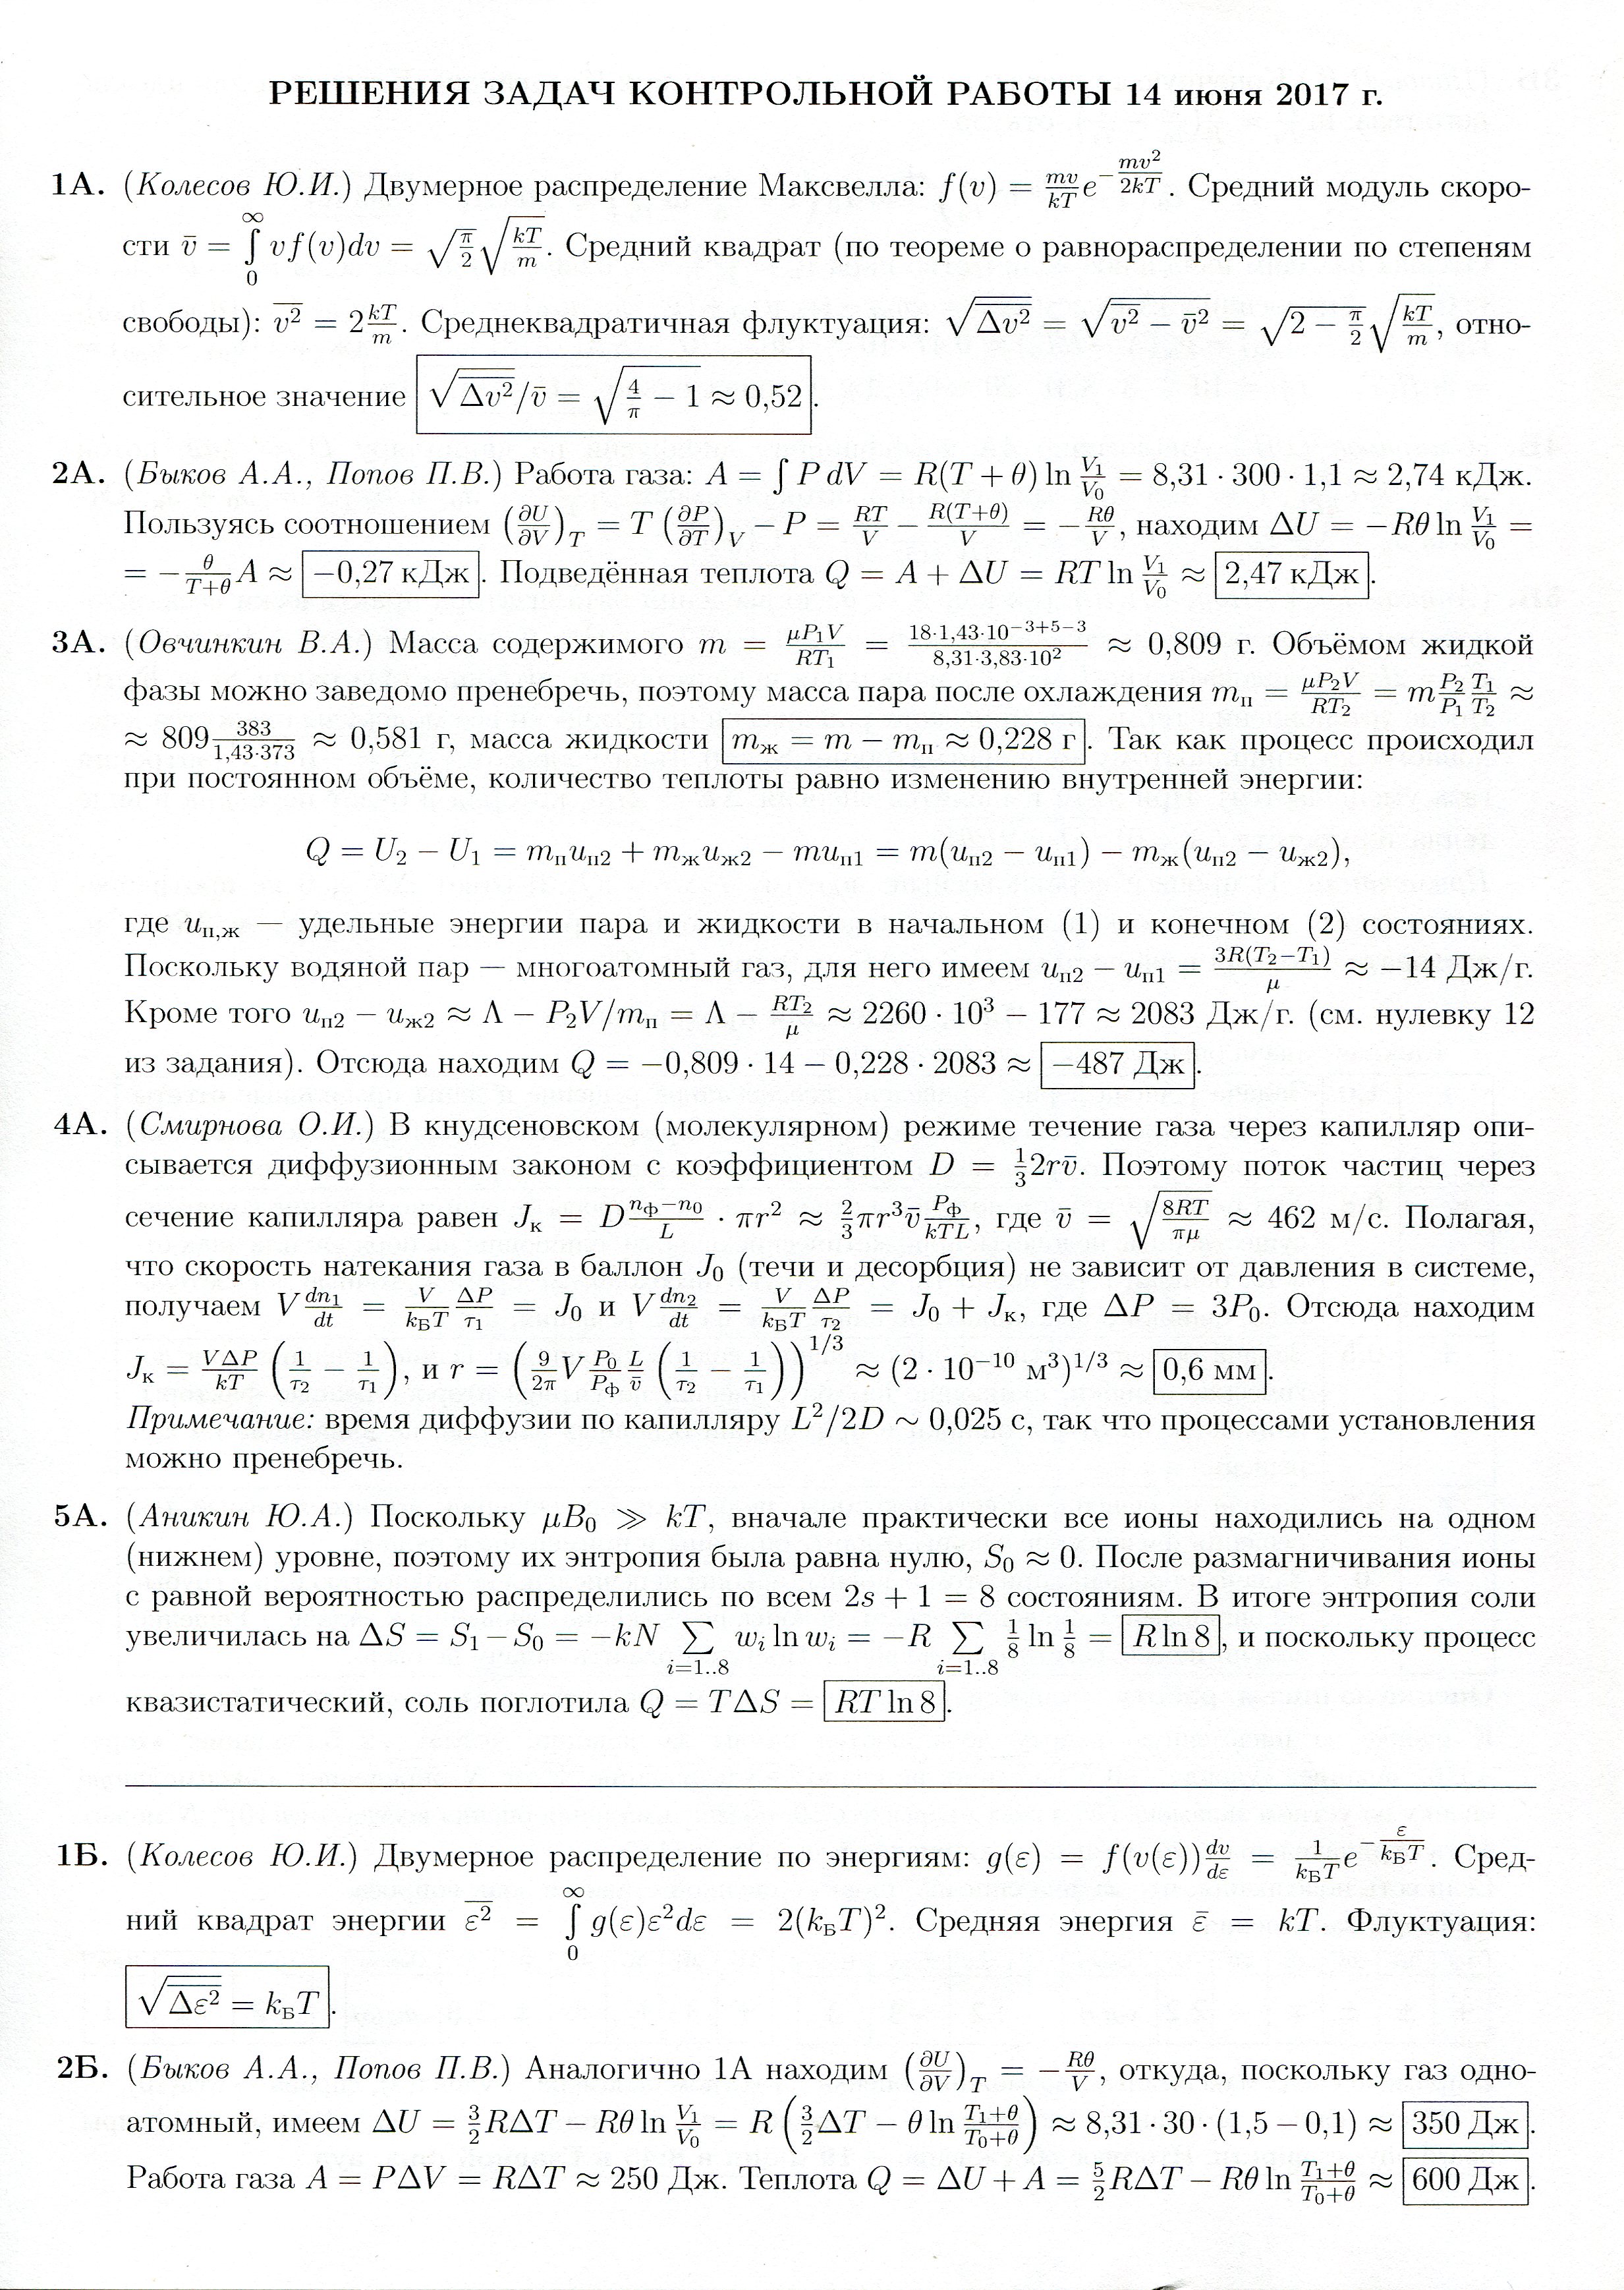 РЕШЕНИЯ ЗАДАЧ КОНТРОЛЬНОЙ РАБОТЫ 14 июня 2017 г.
1А. (Колесов Ю.И.) Двумерное распределение Максвелла: $f(v) = \frac{mv}{kT}e^{-\frac{mv^2}{2kT}}$. Средний модуль скоро-
сти $\bar{v} = \int\limits_0^\infty vf(v)dv = \sqrt{\frac{\pi}{2}}\sqrt{\frac{kT}{m}}$. Средний квадрат (по теореме о равнораспределении по степеням
свободы): $\overline{v^2} = 2\frac{kT}{m}$. Среднеквадратичная флуктуация: $\sqrt{\overline{\Delta v^2}} = \sqrt{\overline{v^2} - \bar{v}^2} = \sqrt{2 - \frac{\pi}{2}}\sqrt{\frac{kT}{m}}$, отно-
сительное значение $\boxed{\sqrt{\overline{\Delta v^2}}/\bar{v} = \sqrt{\frac{4}{\pi} - 1} \approx 0{,}52}$.
2А. (Быков А.А., Попов П.В.) Работа газа: $A = \int P\,dV = R(T + \theta)\ln\frac{V_1}{V_0} = 8{,}31 \cdot 300 \cdot 1{,}1 \approx 2{,}74$ кДж.
Пользуясь соотношением $\left(\frac{\partial U}{\partial V}\right)_T = T\left(\frac{\partial P}{\partial T}\right)_V - P = \frac{RT}{V} - \frac{R(T+\theta)}{V} = -\frac{R\theta}{V}$, находим $\Delta U = -R\theta\ln\frac{V_1}{V_0} =$
$= -\frac{\theta}{T+\theta}A \approx \boxed{-0{,}27 \text{ кДж}}$. Подведённая теплота $Q = A + \Delta U = RT\ln\frac{V_1}{V_0} \approx \boxed{2{,}47 \text{ кДж}}$.
3А. (Овчинкин В.А.) Масса содержимого $m = \frac{\mu P_1 V}{RT_1} = \frac{18 \cdot 1{,}43 \cdot 10^{-3+5-3}}{8{,}31 \cdot 3{,}83 \cdot 10^2} \approx 0{,}809$ г. Объёмом жидкой
фазы можно заведомо пренебречь, поэтому масса пара после охлаждения $m_п = \frac{\mu P_2 V}{RT_2} = m\frac{P_2}{P_1}\frac{T_1}{T_2} \approx$
$\approx 809\frac{383}{1{,}43 \cdot 373} \approx 0{,}581$ г, масса жидкости $\boxed{m_ж = m - m_п \approx 0{,}228 \text{ г}}$. Так как процесс происходил
при постоянном объёме, количество теплоты равно изменению внутренней энергии:
$Q = U_2 - U_1 = m_п u_{п2} + m_ж u_{ж2} - mu_{п1} = m(u_{п2} - u_{п1}) - m_ж(u_{п2} - u_{ж2}),$
где $u_{п,ж}$ — удельные энергии пара и жидкости в начальном (1) и конечном (2) состояниях.
Поскольку водяной пар — многоатомный газ, для него имеем $u_{п2} - u_{п1} = \frac{3R(T_2 - T_1)}{\mu} \approx -14$ Дж/г.
Кроме того $u_{п2} - u_{ж2} \approx \Lambda - P_2V/m_п = \Lambda - \frac{RT_2}{\mu} \approx 2260 \cdot 10^3 - 177 \approx 2083$ Дж/г. (см. нулевку 12
из задания). Отсюда находим $Q = -0{,}809 \cdot 14 - 0{,}228 \cdot 2083 \approx \boxed{-487 \text{ Дж}}$.
4А. (Смирнова О.И.) В кнудсеновском (молекулярном) режиме течение газа через капилляр опи-
сывается диффузионным законом с коэффициентом $D = \frac{1}{3}2r\bar{v}$. Поэтому поток частиц через
сечение капилляра равен $J_к = D\frac{n_ф - n_0}{L} \cdot \pi r^2 \approx \frac{2}{3}\pi r^3\bar{v}\frac{P_ф}{kTL}$, где $\bar{v} = \sqrt{\frac{8RT}{\pi\mu}} \approx 462$ м/с. Полагая,
что скорость натекания газа в баллон $J_0$ (течи и десорбция) не зависит от давления в системе,
получаем $V\frac{dn_1}{dt} = \frac{V}{k_БT}\frac{\Delta P}{\tau_1} = J_0$ и $V\frac{dn_2}{dt} = \frac{V}{k_БT}\frac{\Delta P}{\tau_2} = J_0 + J_к$, где $\Delta P = 3P_0$. Отсюда находим
$J_к = \frac{V\Delta P}{kT}\left(\frac{1}{\tau_2} - \frac{1}{\tau_1}\right)$, и $r = \left(\frac{9}{2\pi}V\frac{P_0}{P_ф}\frac{L}{\bar{v}}\left(\frac{1}{\tau_2} - \frac{1}{\tau_1}\right)\right)^{1/3} \approx (2 \cdot 10^{-10} \text{ м}^3)^{1/3} \approx \boxed{0{,}6 \text{ мм}}$.
Примечание: время диффузии по капилляру $L^2/2D \sim 0{,}025$ с, так что процессами установления
можно пренебречь.
5А. (Аникин Ю.А.) Поскольку $\mu B_0 \gg kT$, вначале практически все ионы находились на одном
(нижнем) уровне, поэтому их энтропия была равна нулю, $S_0 \approx 0$. После размагничивания ионы
с равной вероятностью распределились по всем $2s + 1 = 8$ состояниям. В итоге энтропия соли
увеличилась на $\Delta S = S_1 - S_0 = -kN\sum\limits_{i=1..8} w_i\ln w_i = -R\sum\limits_{i=1..8}\frac{1}{8}\ln\frac{1}{8} = \boxed{R\ln 8}$, и поскольку процесс
квазистатический, соль поглотила $Q = T\Delta S = \boxed{RT\ln 8}$.
1Б. (Колесов Ю.И.) Двумерное распределение по энергиям: $g(\varepsilon) = f(v(\varepsilon))\frac{dv}{d\varepsilon} = \frac{1}{k_БT}e^{-\frac{\varepsilon}{k_БT}}$. Сред-
ний квадрат энергии $\overline{\varepsilon^2} = \int\limits_0^\infty g(\varepsilon)\varepsilon^2d\varepsilon = 2(k_БT)^2$. Средняя энергия $\bar{\varepsilon} = kT$. Флуктуация:
$\boxed{\sqrt{\overline{\Delta\varepsilon^2}} = k_БT}$.
2Б. (Быков А.А., Попов П.В.) Аналогично 1А находим $\left(\frac{\partial U}{\partial V}\right)_T = -\frac{R\theta}{V}$, откуда, поскольку газ одно-
атомный, имеем $\Delta U = \frac{3}{2}R\Delta T - R\theta\ln\frac{V_1}{V_0} = R\left(\frac{3}{2}\Delta T - \theta\ln\frac{T_1+\theta}{T_0+\theta}\right) \approx 8{,}31 \cdot 30 \cdot (1{,}5 - 0{,}1) \approx \boxed{350 \text{ Дж}}$.
Работа газа $A = P\Delta V = R\Delta T \approx 250$ Дж. Теплота $Q = \Delta U + A = \frac{5}{2}R\Delta T - R\theta\ln\frac{T_1+\theta}{T_0+\theta} \approx \boxed{600 \text{ Дж}}$.